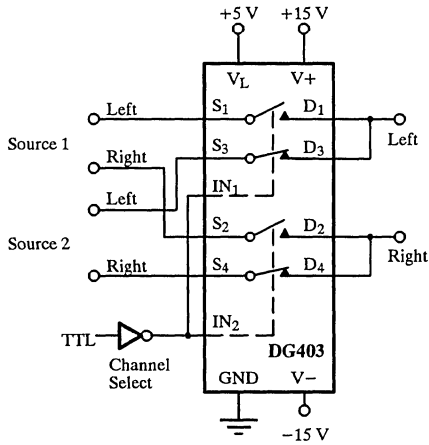 +5 V
+15 V
VL
V+
Left
S1
D1
Source 1
Left
Right
S3
D3
Left
IN1
S2
D2
Source 2
Right
Right
S4
D4
TTL
IN2
Channel
Select
DG403
GND
V−
−15 V